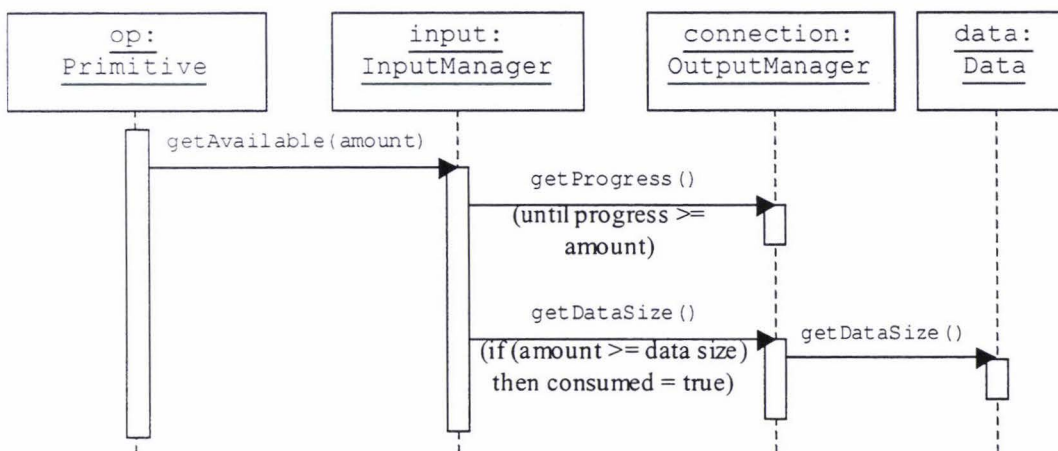 op:
Primitive
input:
InputManager
connection:
OutputManager
data:
Data
getAvailable(amount)
getProgress()
(until progress >=
amount)
getDataSize()
(if (amount >= data size)
then consumed = true)
getDataSize()